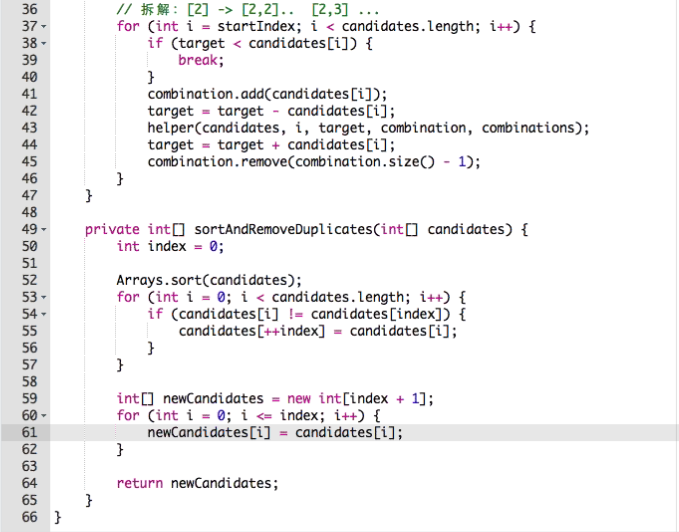 36 // 拆解: [2] -> [2,2].. [2,3] ...
37 for (int i = startIndex; i < candidates.length; i++) {
38 if (target < candidates[i]) {
39 break;
40 }
41 combination.add(candidates[i]);
42 target = target - candidates[i];
43 helper(candidates, i, target, combination, combinations);
44 target = target + candidates[i];
45 combination.remove(combination.size() - 1);
46 }
47 }
48
49 private int[] sortAndRemoveDuplicates(int[] candidates) {
50 int index = 0;
51
52 Arrays.sort(candidates);
53 for (int i = 0; i < candidates.length; i++) {
54 if (candidates[i] != candidates[index]) {
55 candidates[++index] = candidates[i];
56 }
57 }
58
59 int[] newCandidates = new int[index + 1];
60 for (int i = 0; i <= index; i++) {
61 newCandidates[i] = candidates[i];
62 }
63
64 return newCandidates;
65 }
66 }